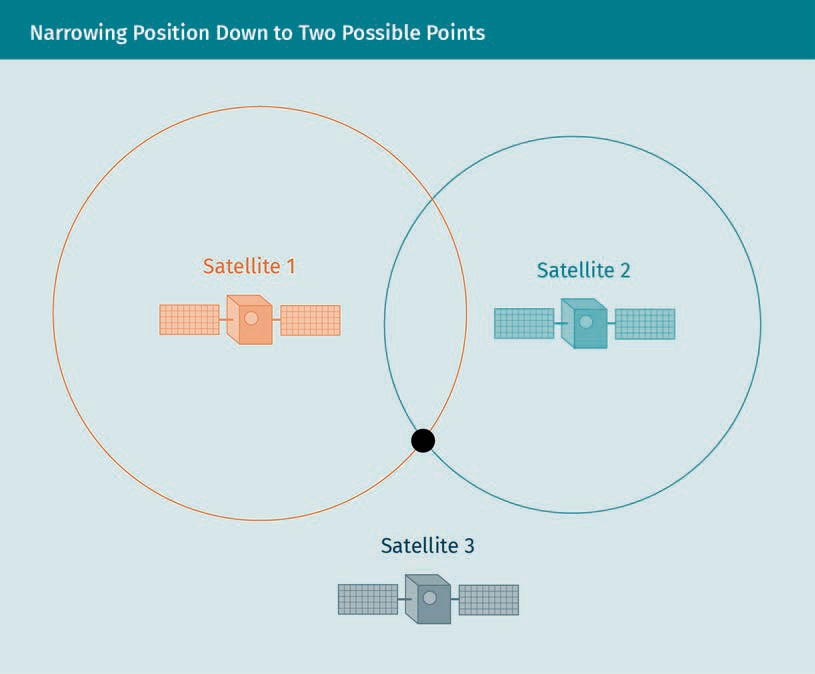 Narrowing Position Down to Two Possible Points
Satellite 1
Satellite 2
Satellite 3